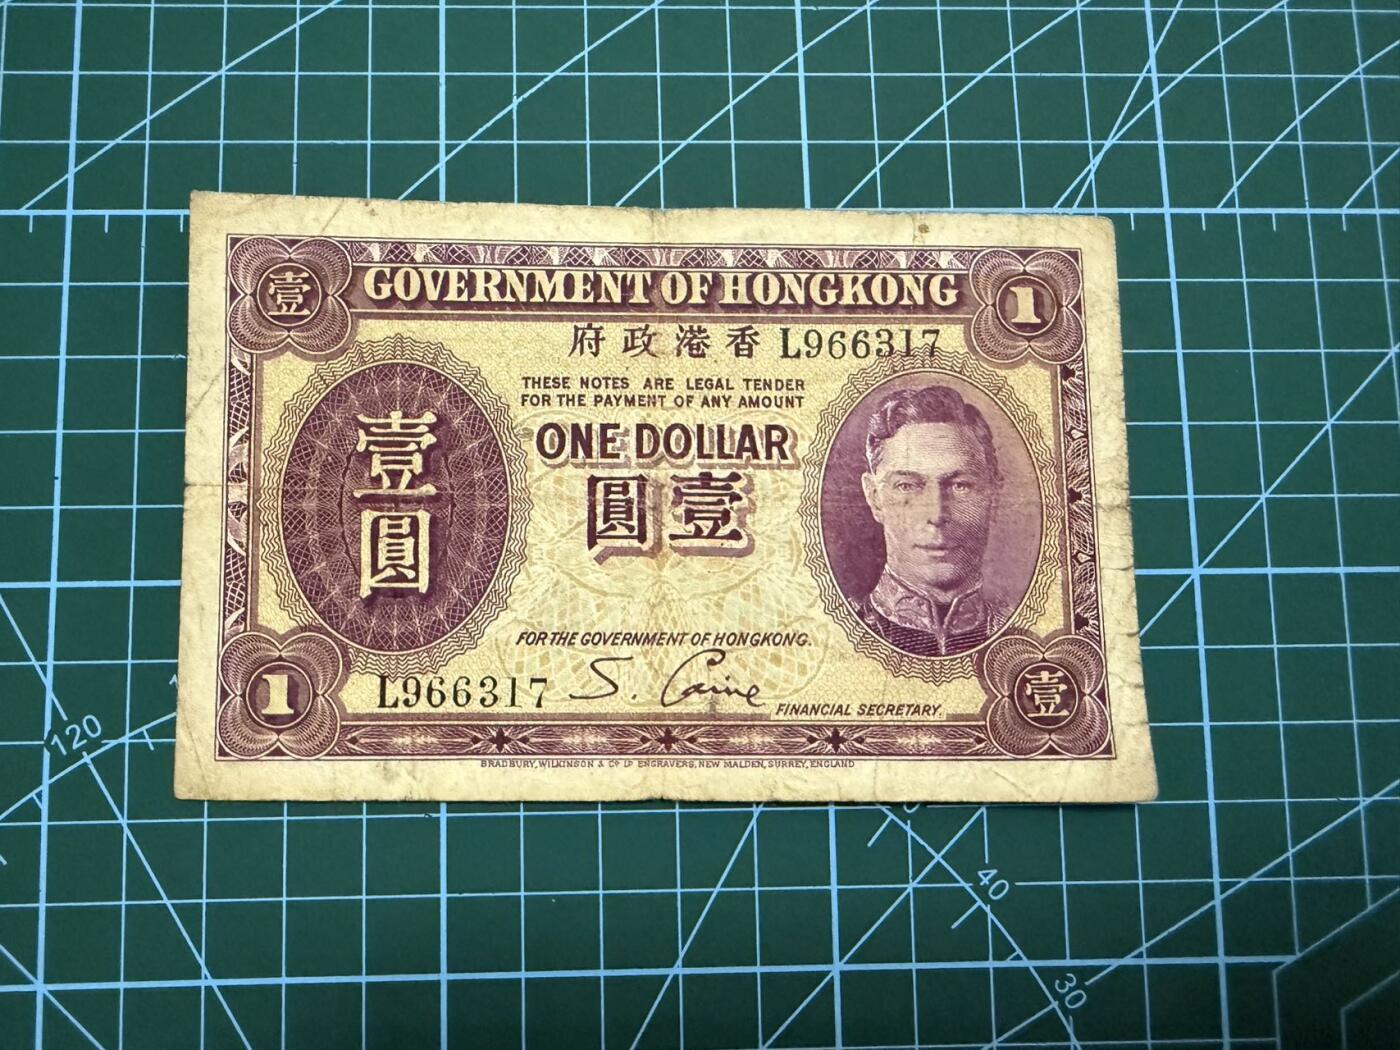 壹
GOVERNMENT OF HONGKONG
1
府政港香 L966317
THESE NOTES ARE LEGAL TENDER
FOR THE PAYMENT OF ANY AMOUNT
ONE DOLLAR
圓壹
壹圓
FOR THE GOVERNMENT OF HONGKONG.
L966317
S. Caine
FINANCIAL SECRETARY.
1
壹
BRADBURY, WILKINSON & Cº Lᴰ ENGRAVERS, NEW MALDEN, SURREY, ENGLAND
120
40
30